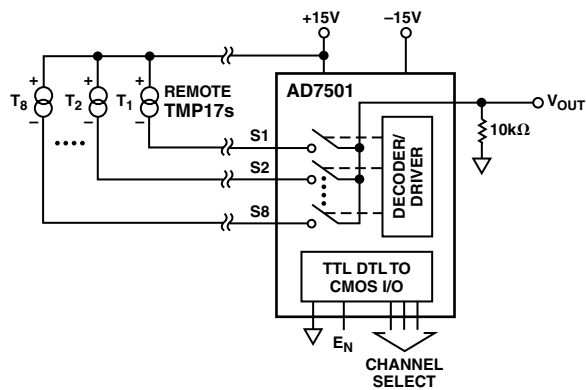 +15V
–15V
+
+
+
T8
T2
T1
REMOTE
TMP17s
–
–
–
AD7501
S1
S2
S8
DECODER/
DRIVER
VOUT
10kΩ
TTL DTL TO
CMOS I/O
EN
CHANNEL
SELECT